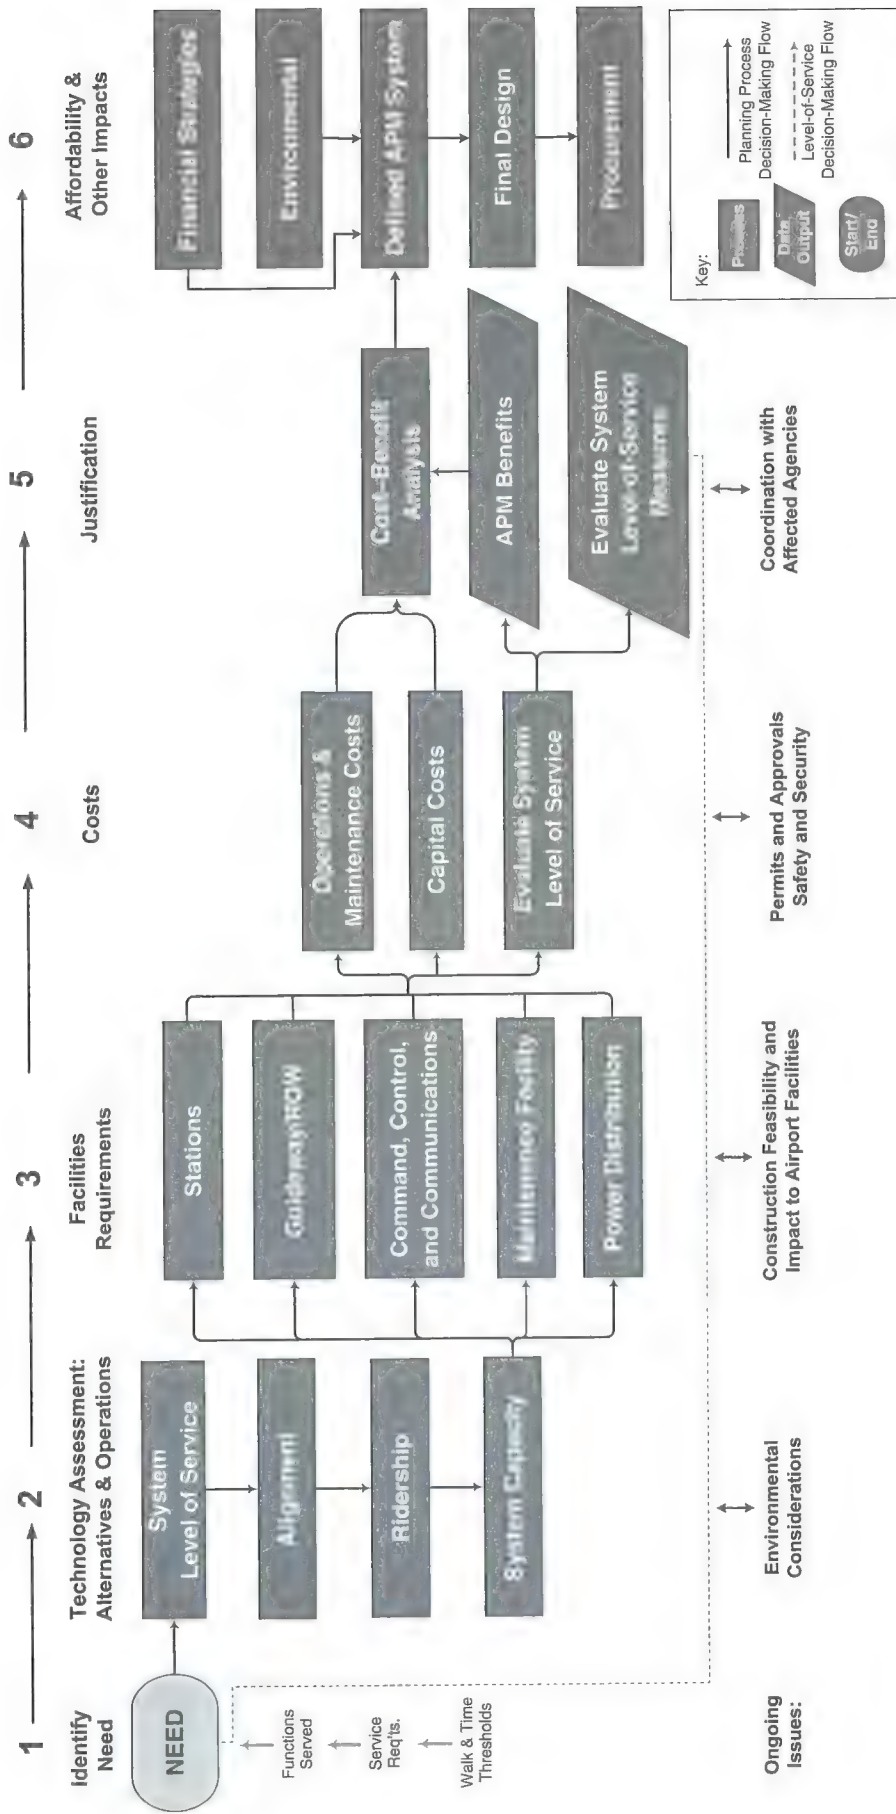 1
2
3
4
5
6
Identify
Need
Technology Assessment:
Alternatives & Operations
Facilities
Requirements
Costs
Justification
Affordability &
Other Impacts
NEED
Functions
Served
Service
Req'ts.
Walk & Time
Thresholds
System
Level of Service
Alignment
Ridership
System Capacity
Stations
Guideway/ROW
Command, Control,
and Communications
Maintenance Facility
Power Distribution
Operations &
Maintenance Costs
Capital Costs
Evaluate System
Level of Service
Cost-Benefit
Analysis
APM Benefits
Evaluate System
Level-of-Service
Measures
Financial Strategies
Environmental
Defined APM System
Final Design
Procurement
Ongoing
Issues:
Environmental
Considerations
Construction Feasibility and
Impact to Airport Facilities
Permits and Approvals
Safety and Security
Coordination with
Affected Agencies
Key:
Process
Data
Output
Start/
End
Planning Process
Decision-Making Flow
Level-of-Service
Decision-Making Flow